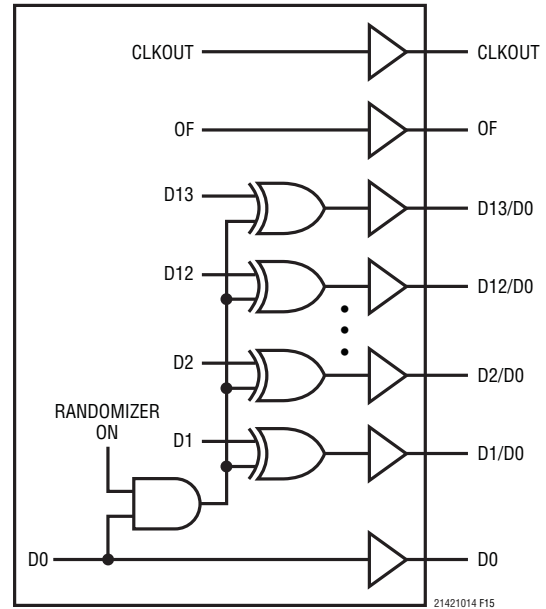 CLKOUT
CLKOUT
OF
OF
D13
D13/D0
D12
D12/D0
D2
D2/D0
RANDOMIZER
ON
D1
D1/D0
D0
D0
21421014 F15